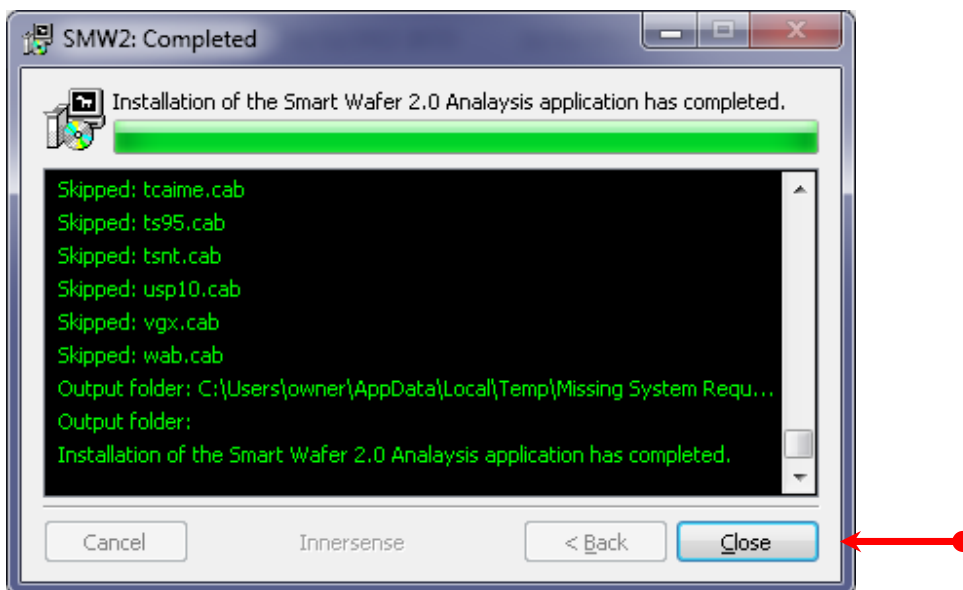 SMW2: Completed
Installation of the Smart Wafer 2.0 Analaysis application has completed.
Skipped: tcaime.cab
Skipped: ts95.cab
Skipped: tsnt.cab
Skipped: usp10.cab
Skipped: vgx.cab
Skipped: wab.cab
Output folder: C:\Users\owner\AppData\Local\Temp\Missing System Requ...
Output folder:
Installation of the Smart Wafer 2.0 Analaysis application has completed.
Cancel Innersense < Back Close